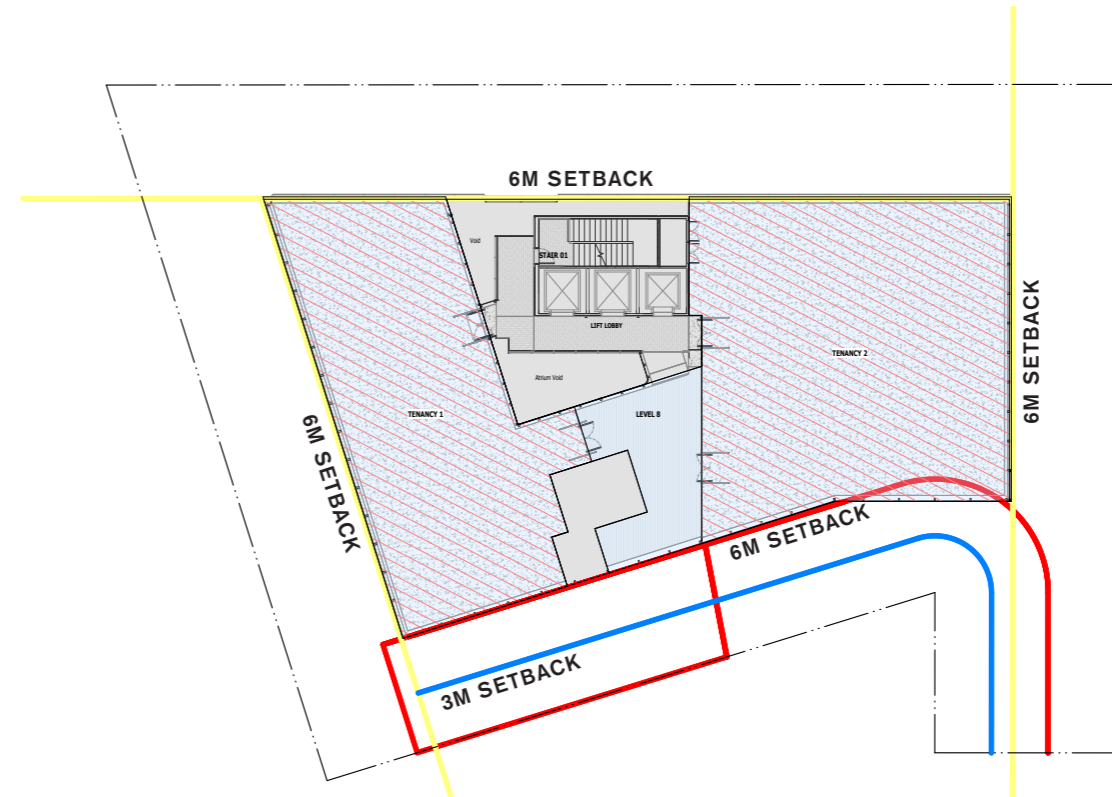 6M SETBACK
Void
STAIR 01
6M SETBACK
LIFT LOBBY
TENANCY 2
Atrium Void
TENANCY 1
LEVEL 8
6M SETBACK
6M SETBACK
3M SETBACK